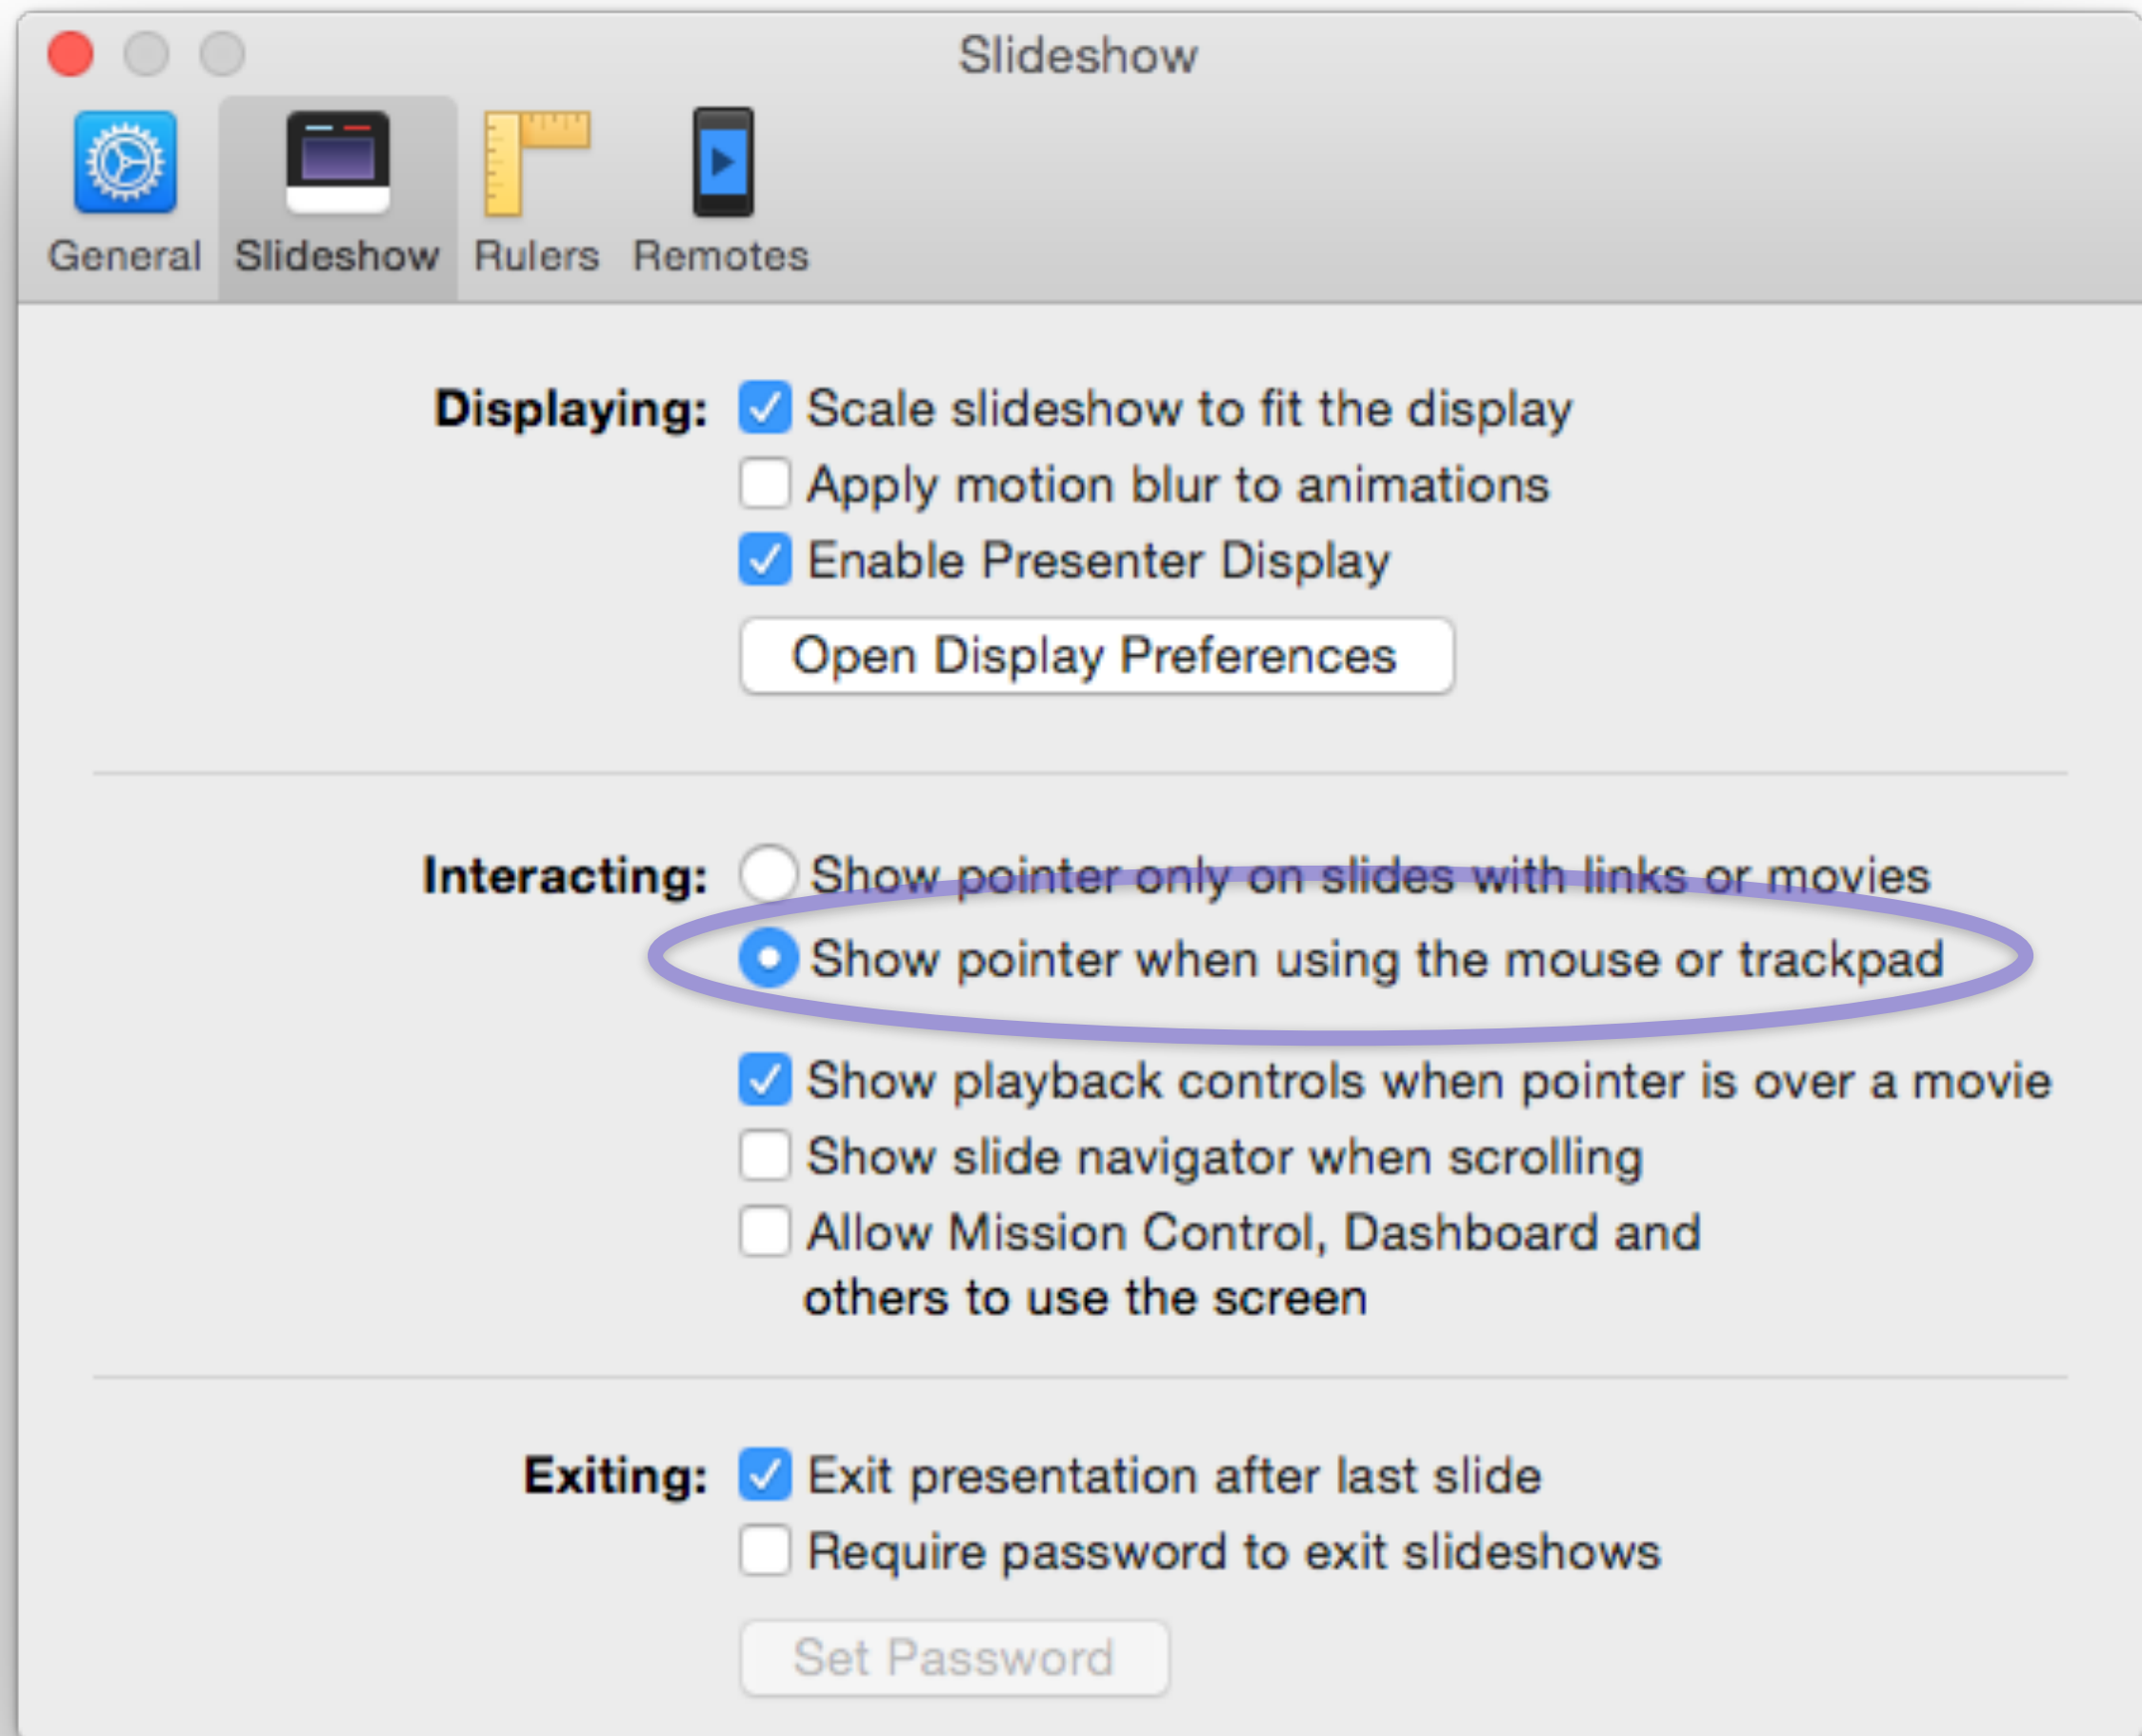 Slideshow
General Slideshow Rulers Remotes
Displaying: Scale slideshow to fit the display
Apply motion blur to animations
Enable Presenter Display
Open Display Preferences
Interacting: Show pointer only on slides with links or movies
Show pointer when using the mouse or trackpad
Show playback controls when pointer is over a movie
Show slide navigator when scrolling
Allow Mission Control, Dashboard and
others to use the screen
Exiting: Exit presentation after last slide
Require password to exit slideshows
Set Password